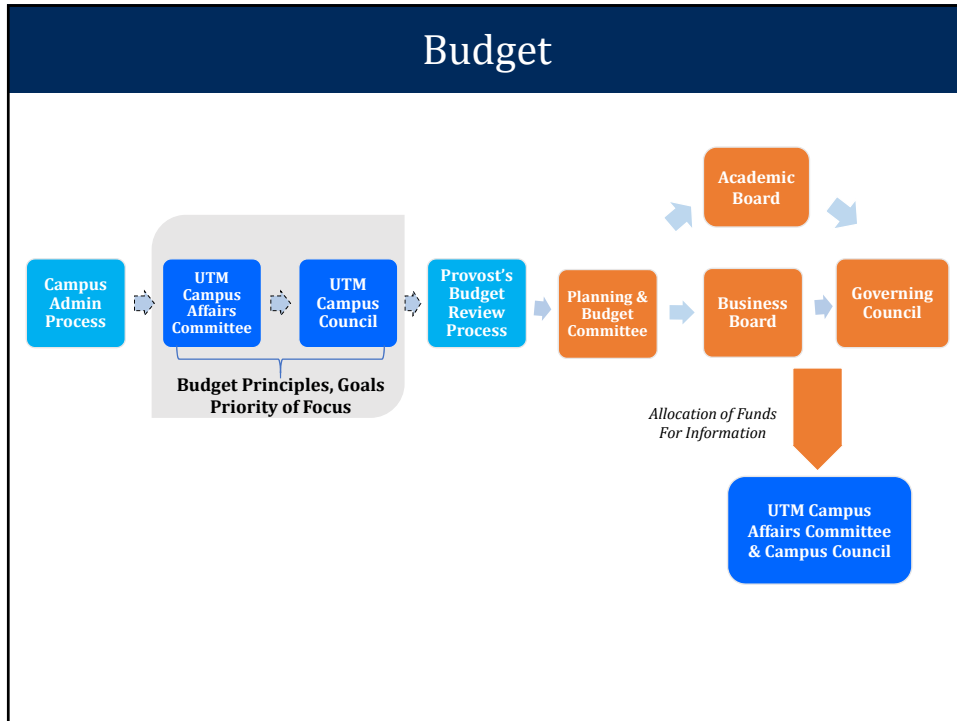 Budget
Campus
Admin
Process
UTM
Campus
Affairs
Committee
UTM
Campus
Council
Budget Principles, Goals
Priority of Focus
Provost's
Budget
Review
Process
Planning &
Budget
Committee
Academic
Board
Business
Board
Governing
Council
Allocation of Funds
For Information
UTM Campus
Affairs Committee
& Campus Council